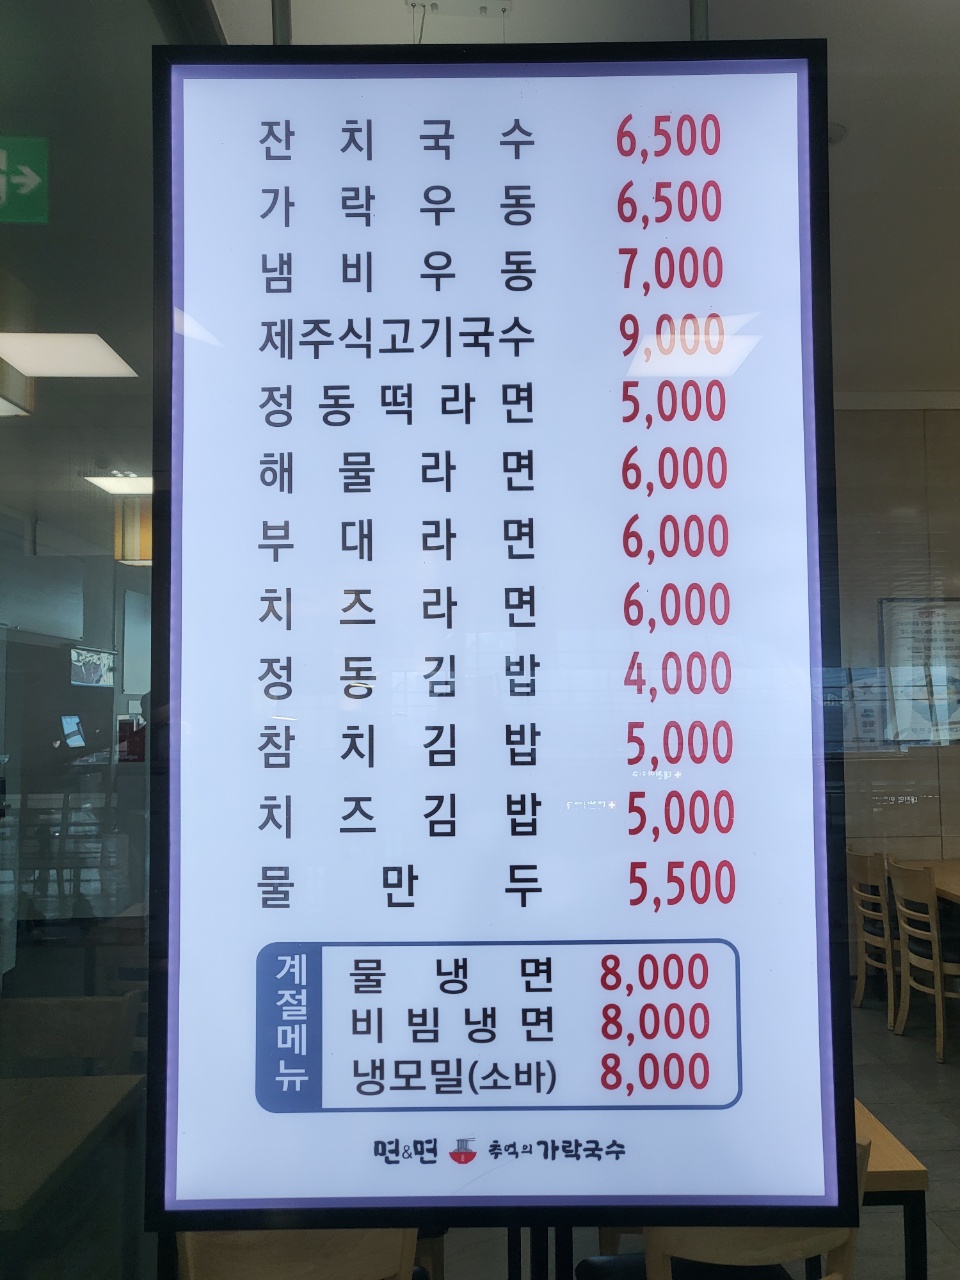 잔치국수 6,500
가락우동 6,500
냄비우동 7,000
제주식고기국수 9,000
정동떡라면 5,000
해물라면 6,000
부대라면 6,000
치즈라면 6,000
정동김밥 4,000
참치김밥 5,000
치즈김밥 5,000
물만두 5,500
계절메뉴
물냉면 8,000
비빔냉면 8,000
냉모밀(소바) 8,000
면&면 추억의가락국수